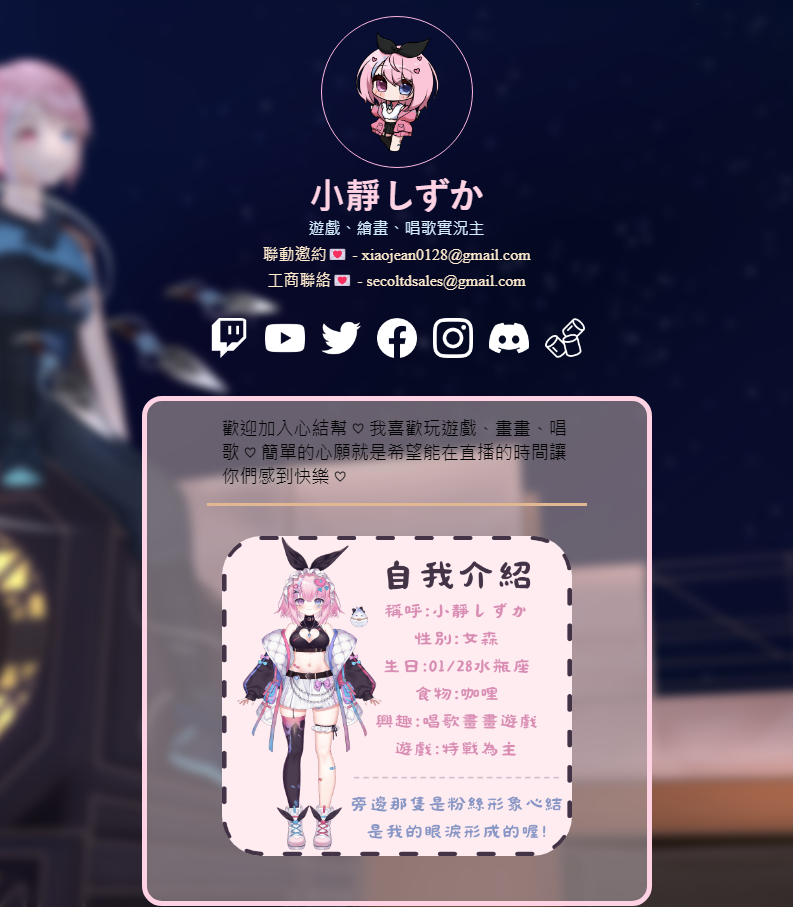 小靜しずか
遊戲、繪畫、唱歌實況主
聯動邀約💌 - xiaojean0128@gmail.com
工商聯絡💌 - secoltdsales@gmail.com
歡迎加入心結幫♡我喜歡玩遊戲、畫畫、唱
歌♡簡單的心願就是希望能在直播的時間讓
你們感到快樂♡
自我介紹
稱呼:小靜しずか
性別:女森
生日:01/28水瓶座
食物:咖哩
興趣:唱歌畫畫遊戲
遊戲:特戰為主
旁邊那隻是粉絲形象心結
是我的眼淚形成的喔!